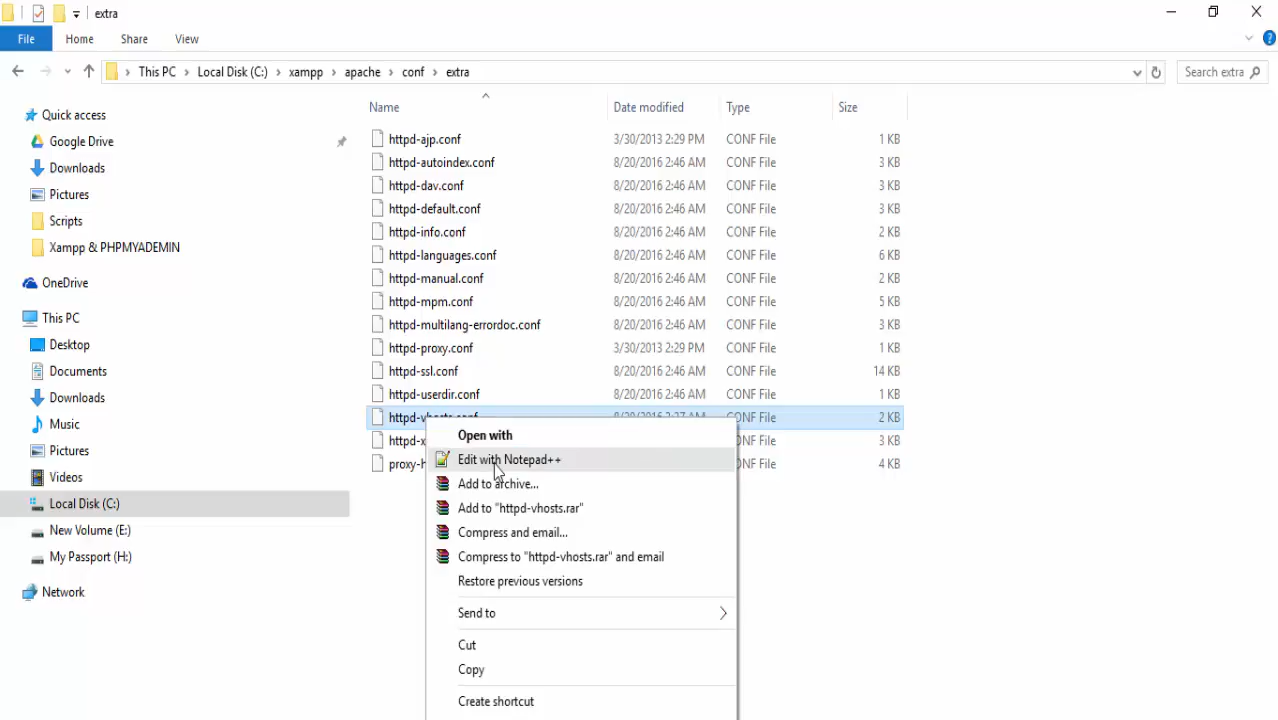 extra
File Home Share View
This PC Local Disk (C:) xampp apache conf extra
Search extra
Quick access
Google Drive
Downloads
Pictures
Scripts
Xampp & PHPMYADEMIN
OneDrive
This PC
Desktop
Documents
Downloads
Music
Pictures
Videos
Local Disk (C:)
New Volume (E:)
My Passport (H:)
Network
Name Date modified Type Size
httpd-ajp.conf 3/30/2013 2:29 PM CONF File 1 KB
httpd-autoindex.conf 8/20/2016 2:46 AM CONF File 3 KB
httpd-dav.conf 8/20/2016 2:46 AM CONF File 3 KB
httpd-default.conf 8/20/2016 2:46 AM CONF File 3 KB
httpd-info.conf 8/20/2016 2:46 AM CONF File 2 KB
httpd-languages.conf 8/20/2016 2:46 AM CONF File 6 KB
httpd-manual.conf 8/20/2016 2:46 AM CONF File 2 KB
httpd-mpm.conf 8/20/2016 2:46 AM CONF File 5 KB
httpd-multilang-errordoc.conf 8/20/2016 2:46 AM CONF File 3 KB
httpd-proxy.conf 3/30/2013 2:29 PM CONF File 1 KB
httpd-ssl.conf 8/20/2016 2:46 AM CONF File 14 KB
httpd-userdir.conf 8/20/2016 2:46 AM CONF File 1 KB
httpd-vhosts.conf 8/20/2016 3:27 AM CONF File 2 KB
httpd-x ONF File 3 KB
proxy-h ONF File 4 KB
Open with
Edit with Notepad++
Add to archive...
Add to "httpd-vhosts.rar"
Compress and email...
Compress to "httpd-vhosts.rar" and email
Restore previous versions
Send to
Cut
Copy
Create shortcut